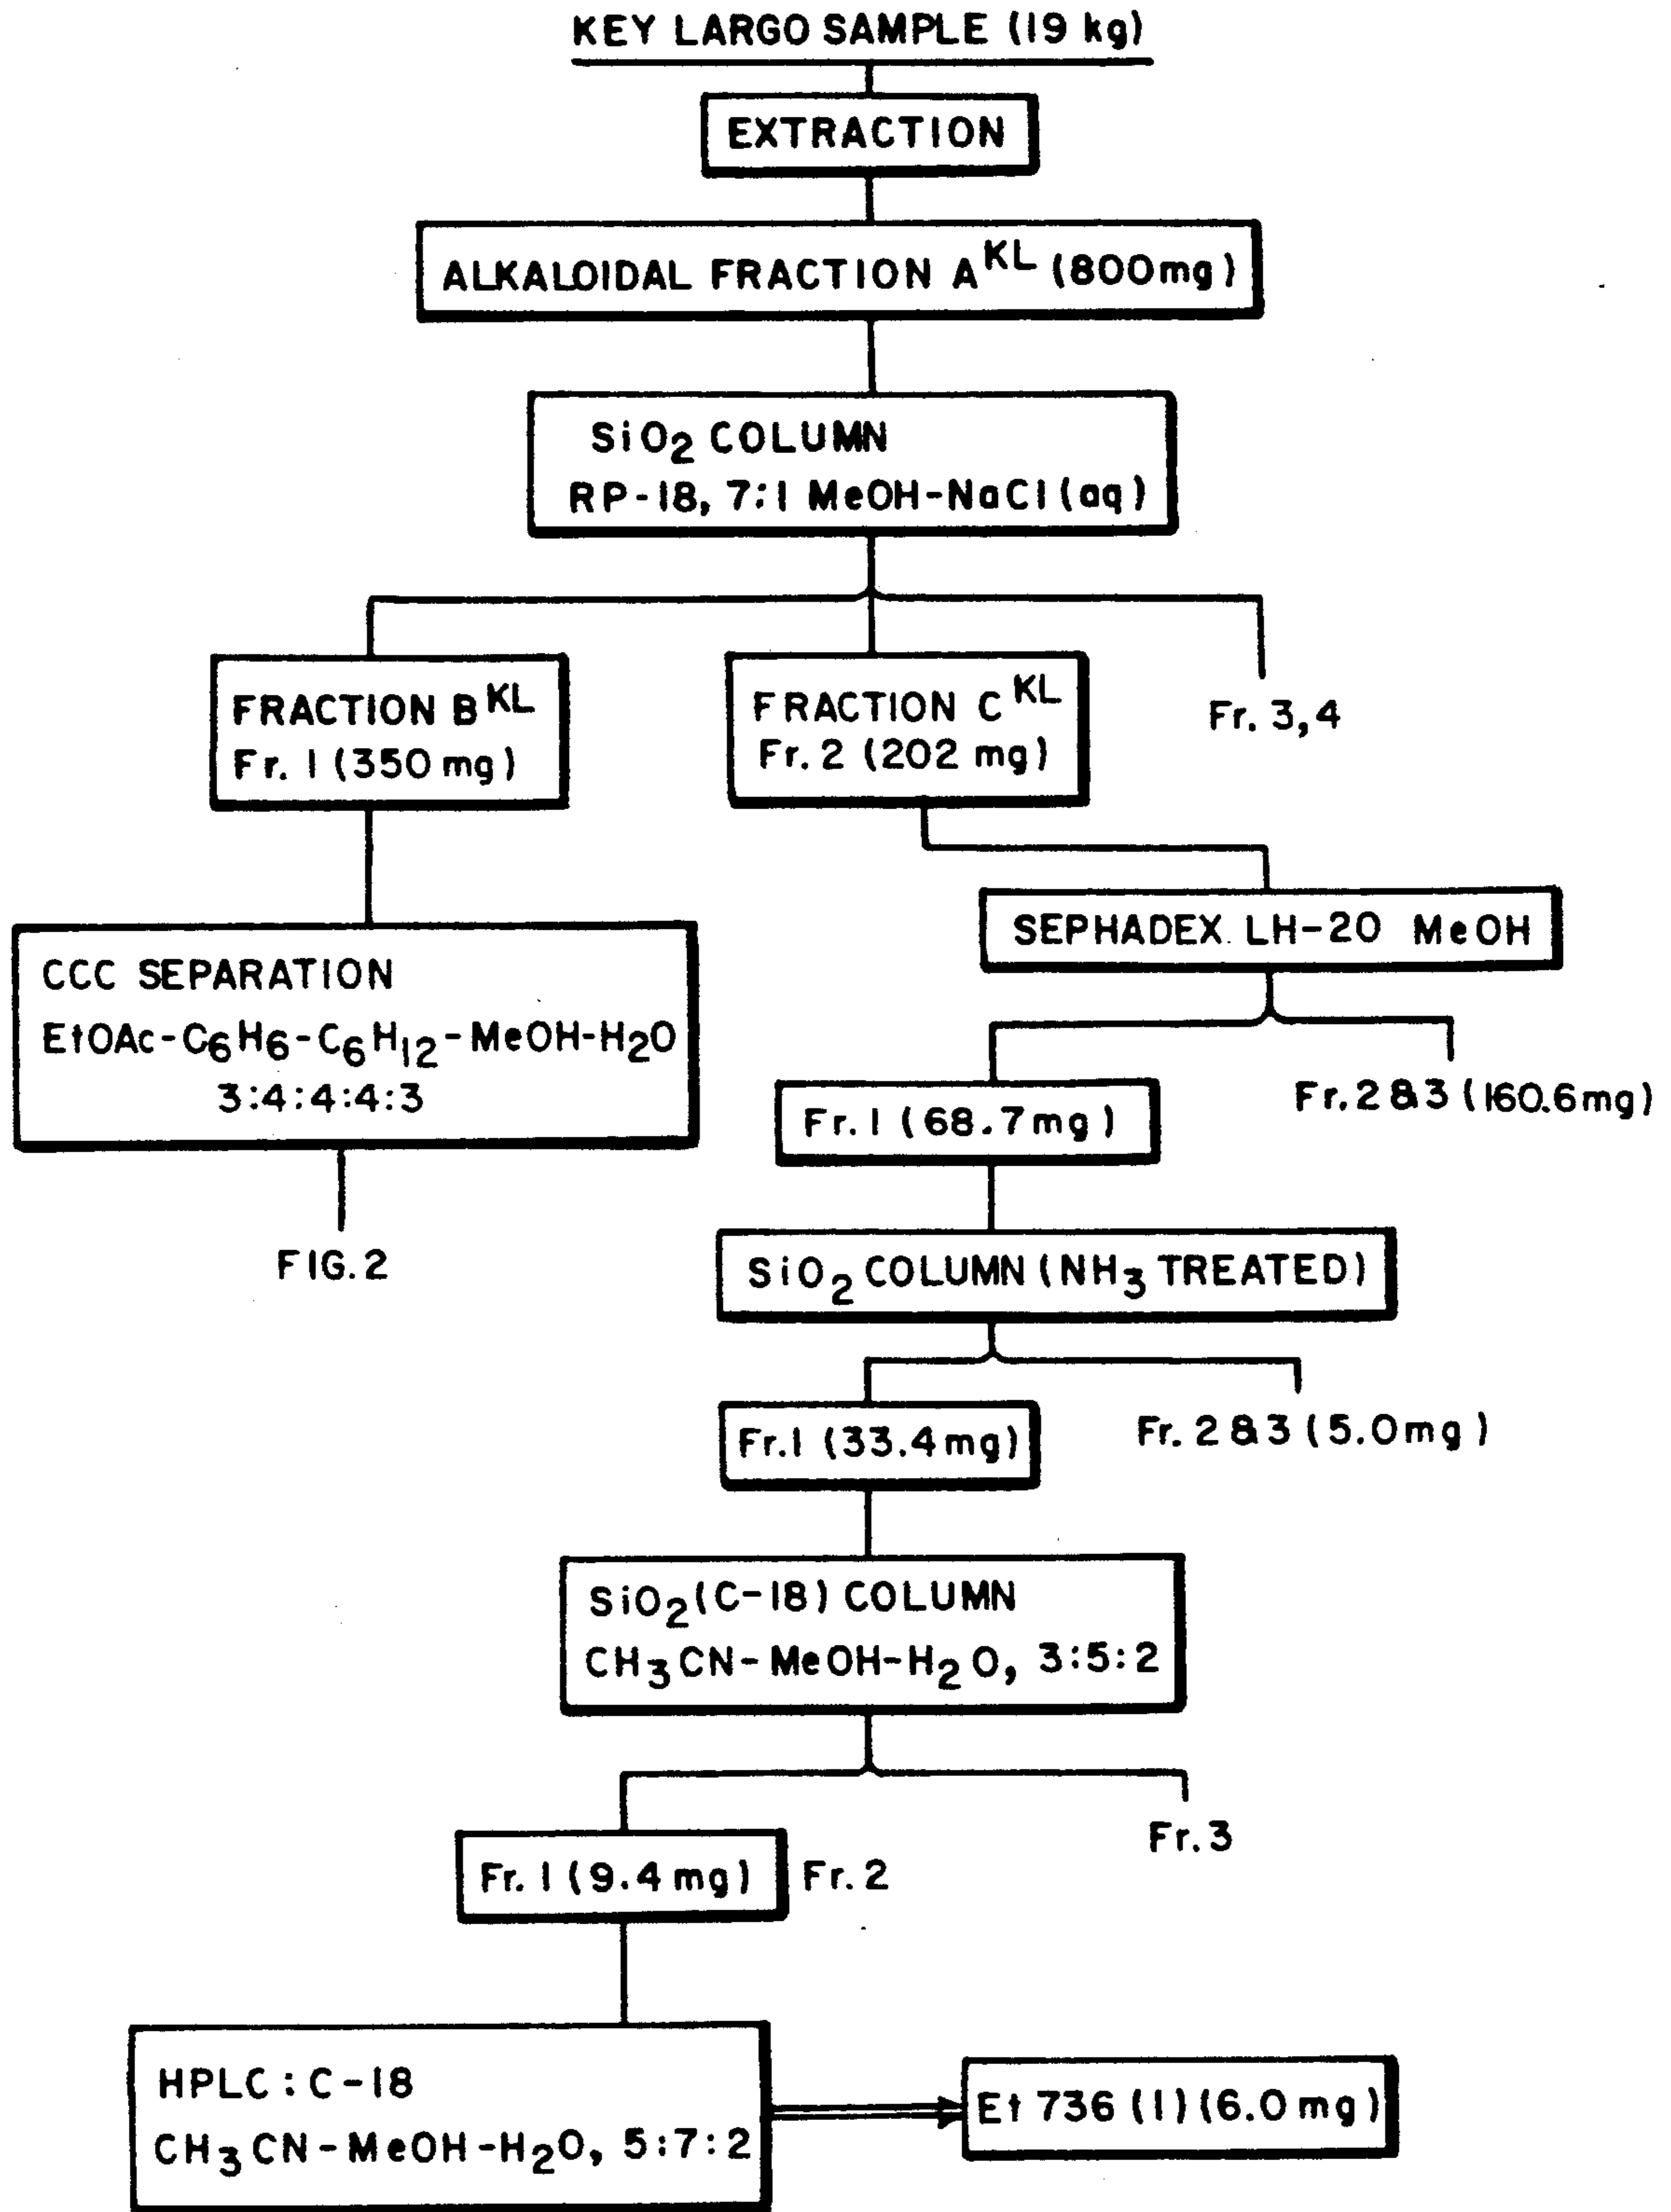 KEY LARGO SAMPLE (19 kg)
EXTRACTION
ALKALOIDAL FRACTION A^KL (800mg)
SiO2 COLUMN
RP-18, 7:1 MeOH-NaCl (aq)
FRACTION B^KL
Fr. 1 (350 mg)
FRACTION C^KL
Fr. 2 (202 mg)
Fr. 3,4
SEPHADEX LH-20 MeOH
CCC SEPARATION
EtOAc-C6H6-C6H12-MeOH-H2O
3:4:4:4:3
FIG. 2
Fr. 1 (68.7mg)
Fr. 2&3 (160.6mg)
SiO2 COLUMN (NH3 TREATED)
Fr. 1 (33.4mg)
Fr. 2&3 (5.0mg)
SiO2(C-18) COLUMN
CH3CN-MeOH-H2O, 3:5:2
Fr. 1 (9.4 mg)
Fr. 2
Fr. 3
HPLC: C-18
CH3CN-MeOH-H2O, 5:7:2
Et 736 (1) (6.0 mg)